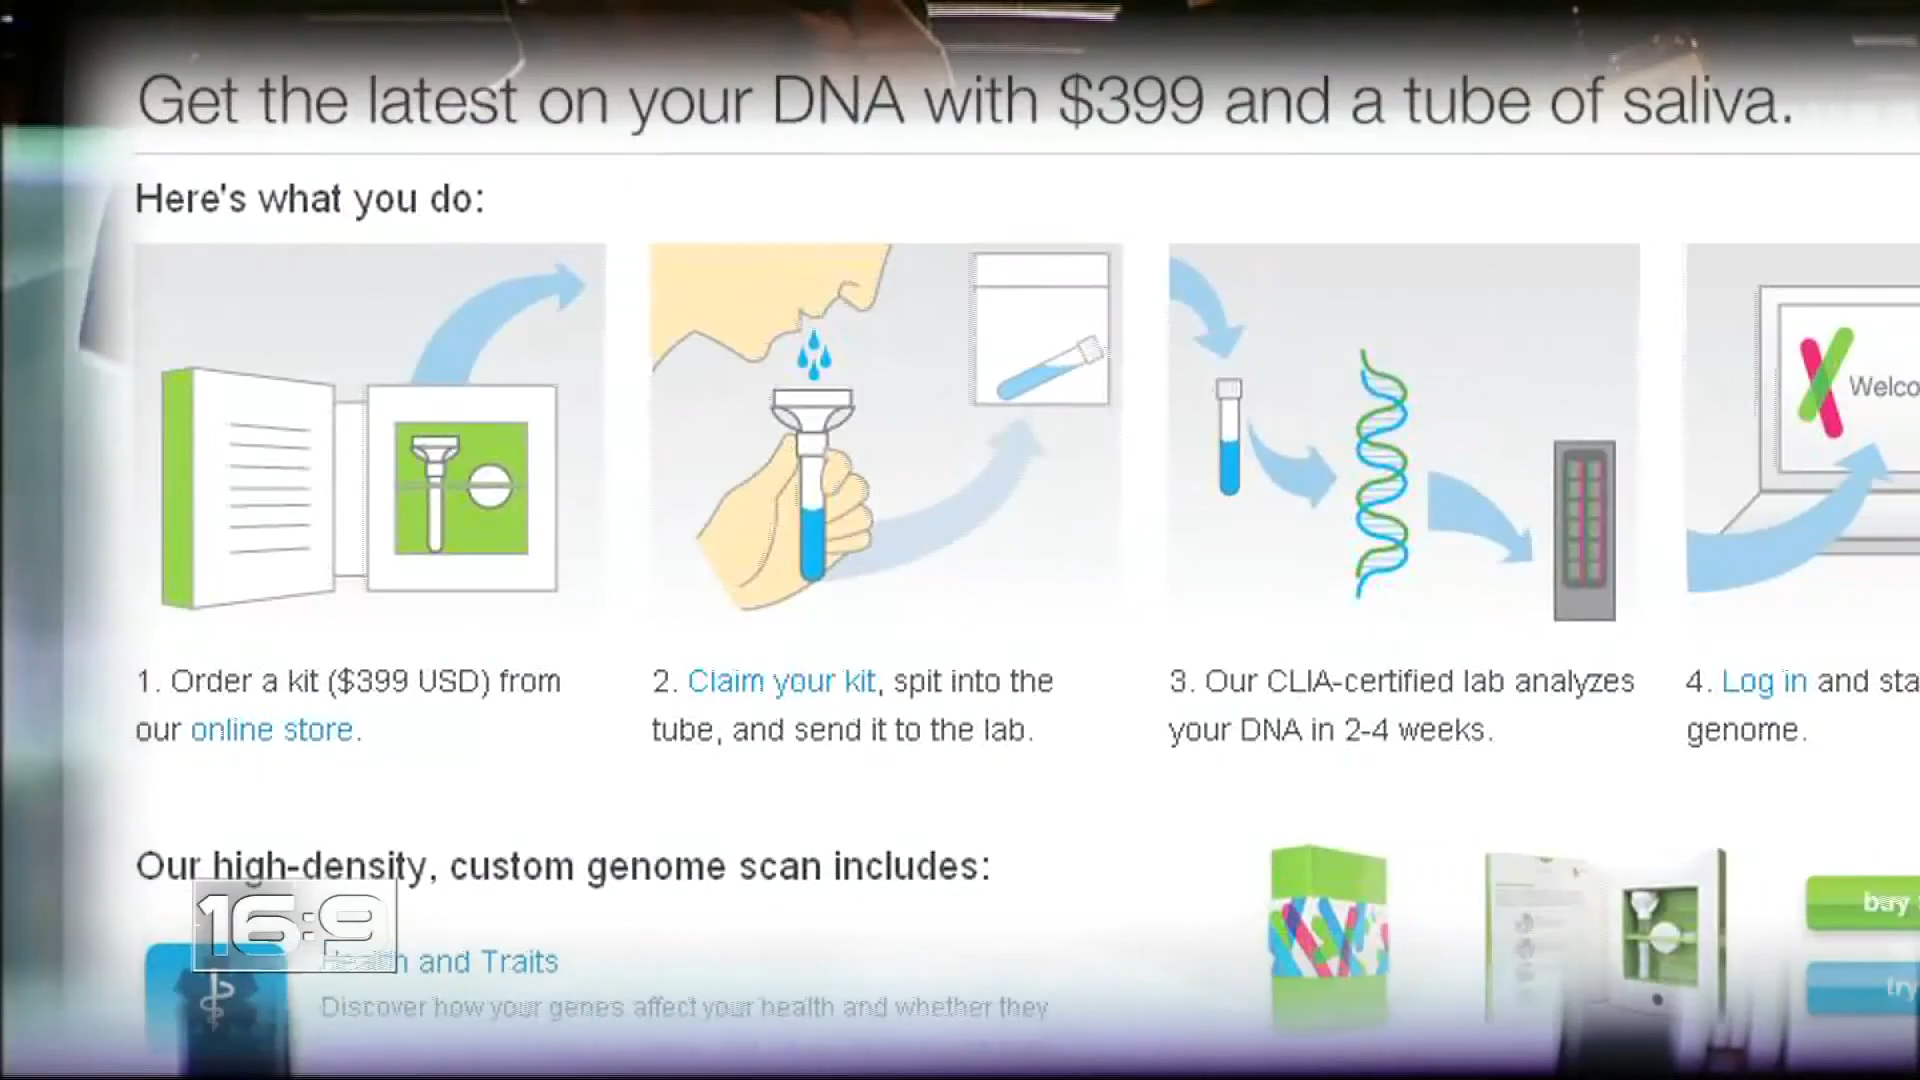 Get the latest on your DNA with $399 and a tube of saliva.
Here's what you do:
1. Order a kit ($399 USD) from
our online store.
2. Claim your kit, spit into the
tube, and send it to the lab.
3. Our CLIA-certified lab analyzes
your DNA in 2-4 weeks.
4. Log in and sta
genome.
Welco
Our high-density, custom genome scan includes:
16:9
Health and Traits
Discover how your genes affect your health and whether they
buy
try